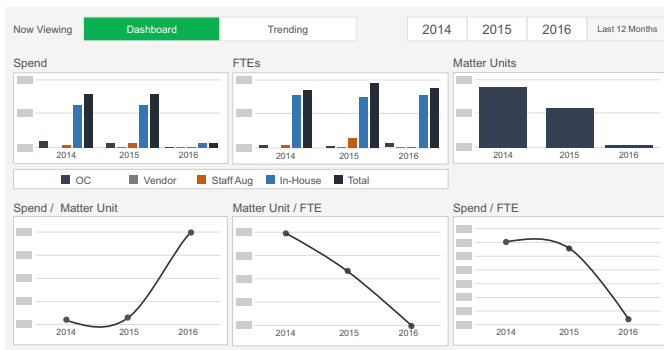 Now Viewing Dashboard Trending 2014 2015 2016 Last 12 Months
Spend FTEs Matter Units
2014 2015 2016 2014 2015 2016 2014 2015 2016
OC Vendor Staff Aug In-House Total
Spend / Matter Unit Matter Unit / FTE Spend / FTE
2014 2015 2016 2014 2015 2016 2014 2015 2016